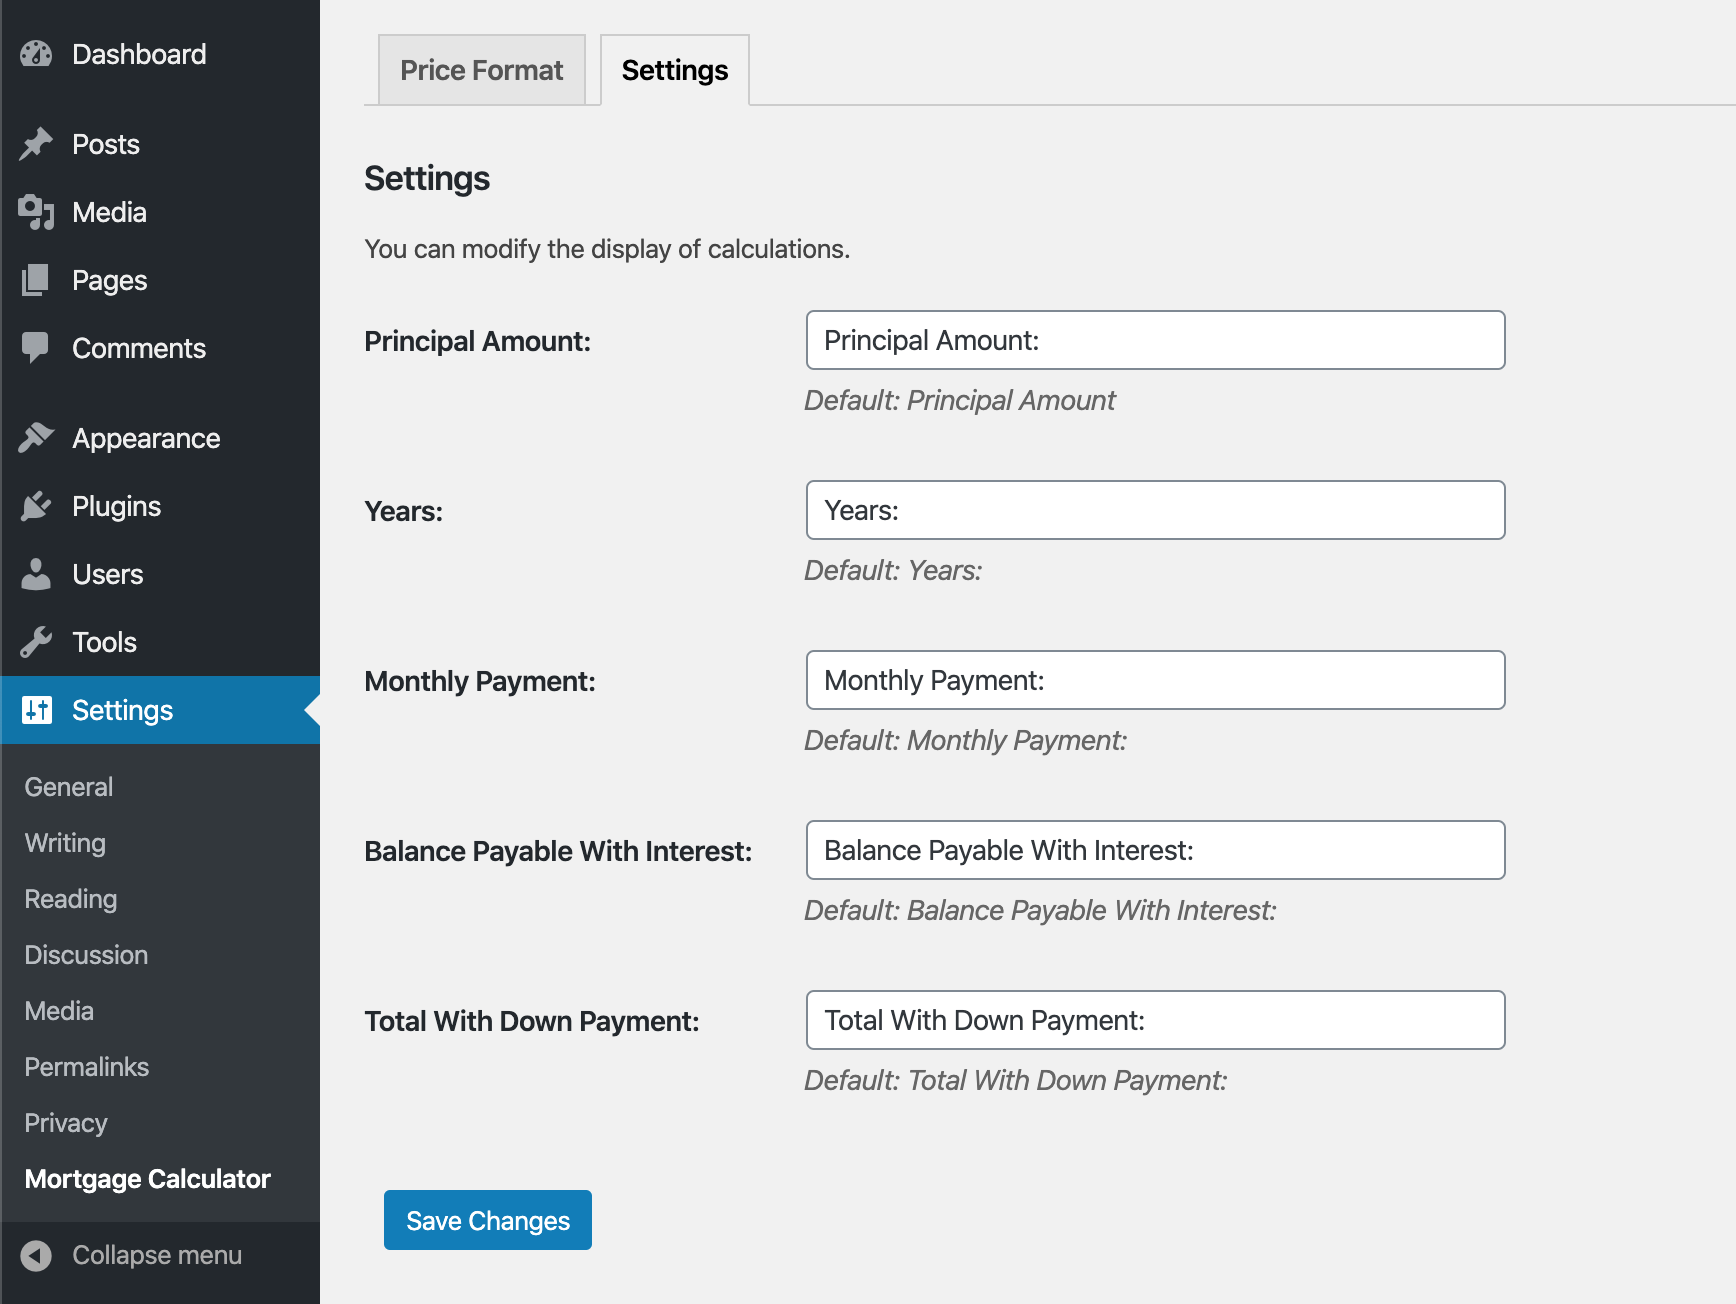 Dashboard
Posts
Media
Pages
Comments
Appearance
Plugins
Users
Tools
Settings
General
Writing
Reading
Discussion
Media
Permalinks
Privacy
Mortgage Calculator
Collapse menu
Price Format
Settings
Settings
You can modify the display of calculations.
Principal Amount:
Principal Amount:
Default: Principal Amount
Years:
Years:
Default: Years:
Monthly Payment:
Monthly Payment:
Default: Monthly Payment:
Balance Payable With Interest:
Balance Payable With Interest:
Default: Balance Payable With Interest:
Total With Down Payment:
Total With Down Payment:
Default: Total With Down Payment:
Save Changes